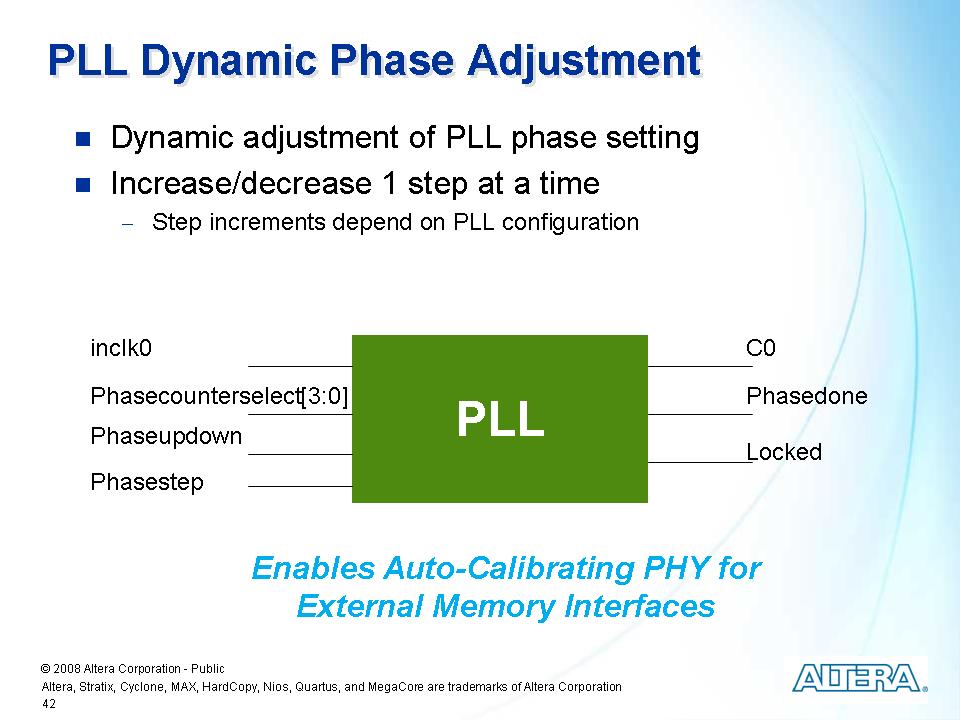 PLL Dynamic Phase Adjustment
Dynamic adjustment of PLL phase setting
Increase/decrease 1 step at a time
– Step increments depend on PLL configuration
inclk0
Phasecounterselect[3:0]
Phaseupdown
Phasestep
PLL
C0
Phasedone
Locked
Enables Auto-Calibrating PHY for
External Memory Interfaces
© 2008 Altera Corporation - Public
Altera, Stratix, Cyclone, MAX, HardCopy, Nios, Quartus, and MegaCore are trademarks of Altera Corporation
42
ALTERA®